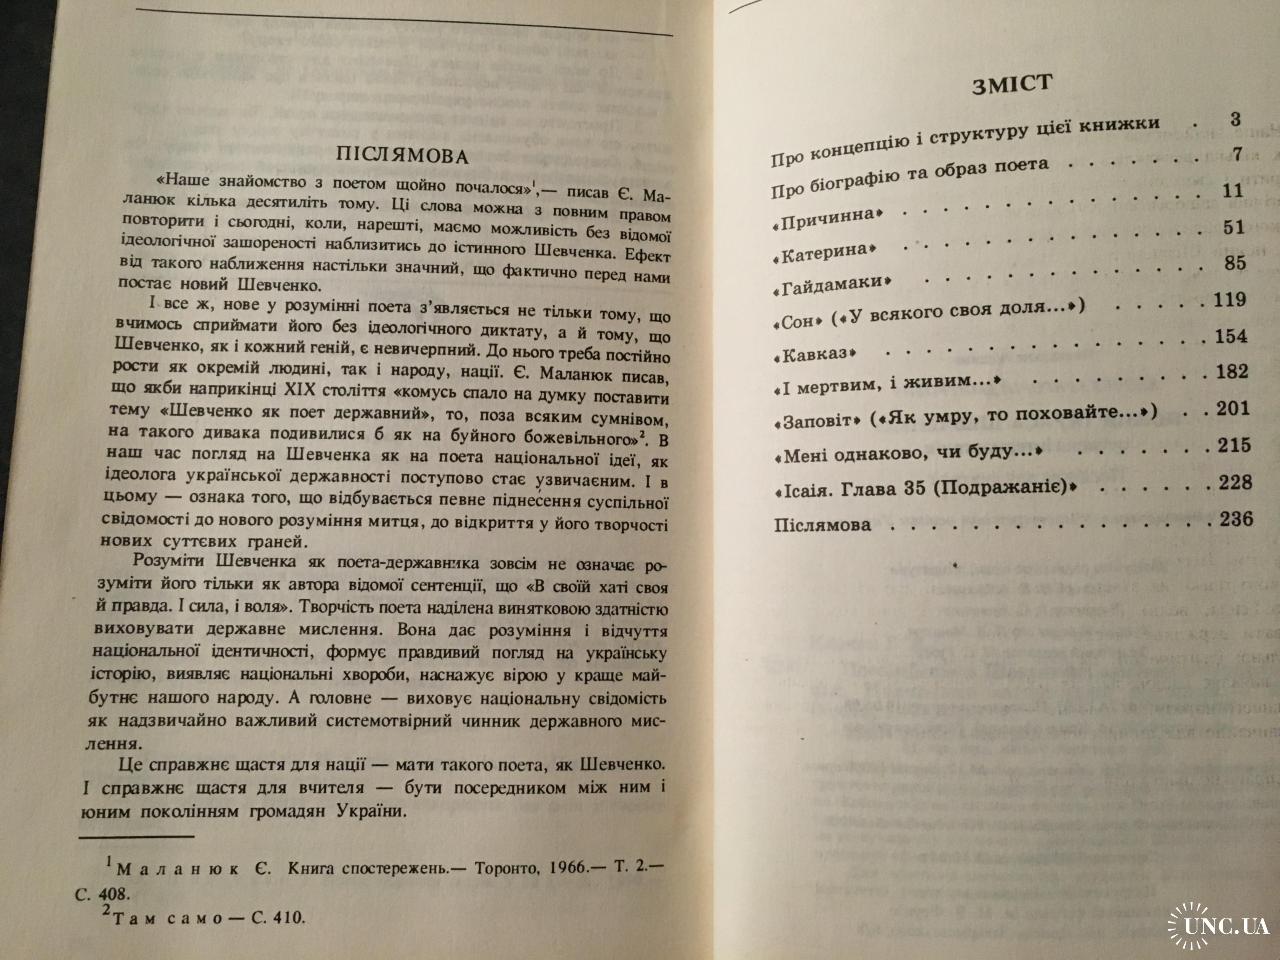 ПІСЛЯМОВА
«Наше знайомство з поетом щойно почалося»¹,— писав Є. Ма-
ланюк кілька десятиліть тому. Ці слова можна з повним правом
повторити і сьогодні, коли, нарешті, маємо можливість без відомої
ідеологічної зашореності наблизитись до істинного Шевченка. Ефект
від такого наближення настільки значний, що фактично перед нами
постає новий Шевченко.
І все ж, нове у розумінні поета з’являється не тільки тому, що
вчимось сприймати його без ідеологічного диктату, а й тому, що
Шевченко, як і кожний геній, є невичерпний. До нього треба постійно
рости як окремій людині, так і народу, нації. Є. Маланюк писав,
що якби наприкінці XIX століття «комусь спало на думку поставити
тему «Шевченко як поет державний», то, поза всяким сумнівом,
на такого дивака подивилися б як на буйного божевільного»². В
наш час погляд на Шевченка як на поета національної ідеї, як
ідеолога української державності поступово стає узвичаєним. І в
цьому — ознака того, що відбувається певне піднесення суспільної
свідомості до нового розуміння митця, до відкриття у його творчості
нових суттєвих граней.
Розуміти Шевченка як поета-державника зовсім не означає ро-
зуміти його тільки як автора відомої сентенції, що «В своїй хаті своя
й правда. І сила, і воля». Творчість поета наділена винятковою здатністю
виховувати державне мислення. Вона дає розуміння і відчуття
національної ідентичності, формує правдивий погляд на українську
історію, виявляє національні хвороби, наснажує вірою у краще май-
бутнє нашого народу. А головне — виховує національну свідомість
як надзвичайно важливий системотвірний чинник державного мис-
лення.
Це справжнє щастя для нації — мати такого поета, як Шевченко.
І справжнє щастя для вчителя — бути посередником між ним і
юним поколінням громадян України.
¹ Маланюк Є. Книга спостережень.— Торонто, 1966.— Т. 2.—
С. 408.
² Там само — С. 410.
ЗМІСТ
Про концепцію і структуру цієї книжки . 3
Про біографію та образ поета . . . . . . . 7
«Причинна» . . . . . . . . . . . . . . . 11
«Катерина» . . . . . . . . . . . . . . . 51
«Гайдамаки» . . . . . . . . . . . . . . 85
«Сон» («У всякого своя доля...») . . . . . 119
«Кавказ» . . . . . . . . . . . . . . . . 154
«І мертвим, і живим...» . . . . . . . . . 182
«Заповіт» («Як умру, то поховайте...») . . 201
«Мені однаково, чи буду...» . . . . . . . 215
«Ісаія. Глава 35 (Подражаніє)» . . . . . . 228
Післямова . . . . . . . . . . . . . . . . 236
UNC.UA